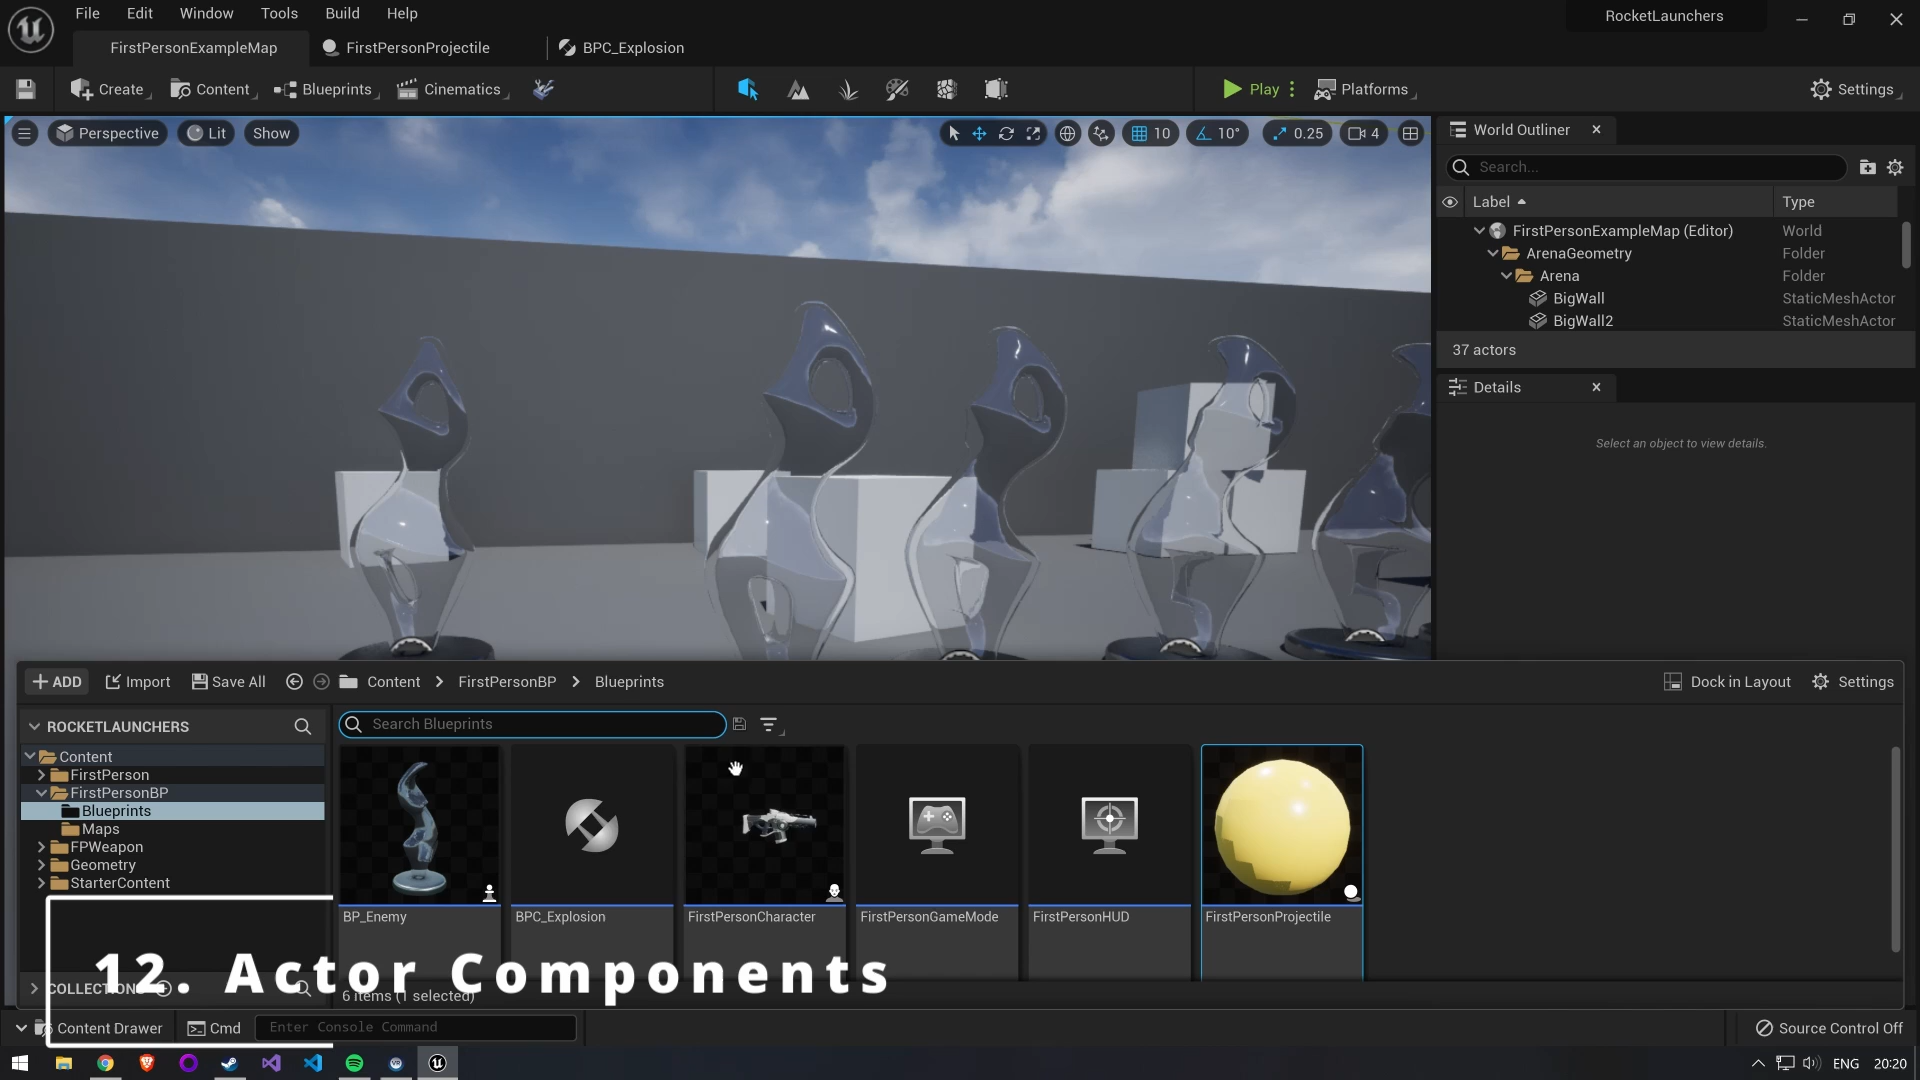 File Edit Window Tools Build Help
RocketLaunchers
FirstPersonExampleMap
FirstPersonProjectile
BPC_Explosion
Create
Content
Blueprints
Cinematics
Play
Platforms
Settings
Perspective
Lit
Show
10
10°
0.25
4
World Outliner
Search...
Label
Type
FirstPersonExampleMap (Editor) World
ArenaGeometry Folder
Arena Folder
BigWall StaticMeshActor
BigWall2 StaticMeshActor
37 actors
Details
Select an object to view details.
ADD
Import
Save All
Content
FirstPersonBP
Blueprints
Dock in Layout
Settings
ROCKETLAUNCHERS
Search Blueprints
Content
FirstPerson
FirstPersonBP
Blueprints
Maps
FPWeapon
Geometry
StarterContent
BP_Enemy
BPC_Explosion
FirstPersonCharacter
FirstPersonGameMode
FirstPersonHUD
FirstPersonProjectile
12. Actor Components
COLLECTION
6 items (1 selected)
Content Drawer
Cmd
Enter Console Command
Source Control Off
VR
ENG
20:20